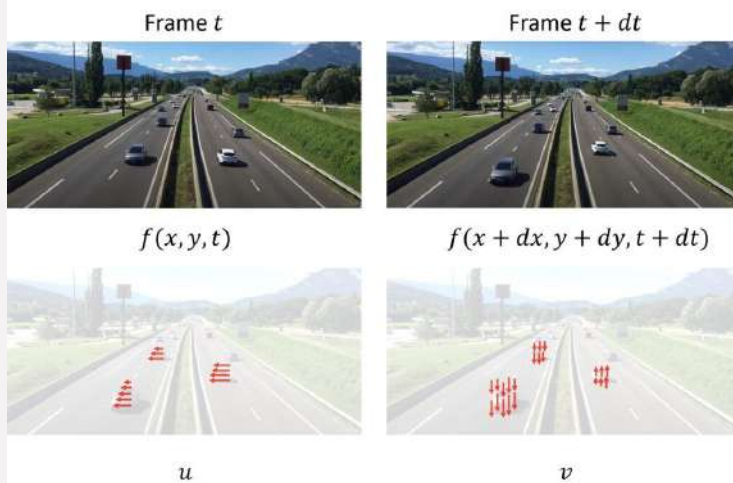 Frame t
Frame t + dt
f(x, y, t)
f(x + dx, y + dy, t + dt)
u
v